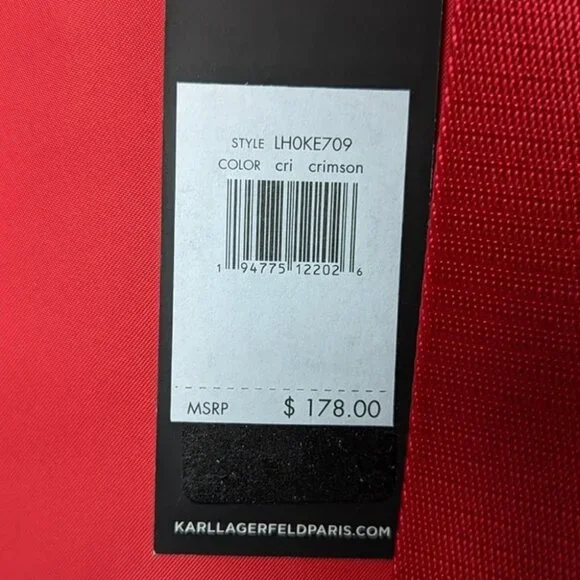 STYLE LH0KE709
COLOR cri crimson
1 94775 12202 6
MSRP $ 178.00
KARLLAGERFELDPARIS.COM